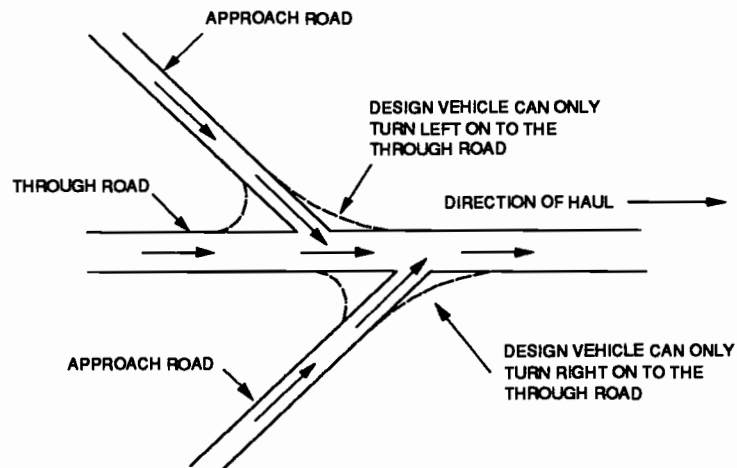 APPROACH ROAD
DESIGN VEHICLE CAN ONLY
TURN LEFT ON TO THE
THROUGH ROAD
THROUGH ROAD
DIRECTION OF HAUL
APPROACH ROAD
DESIGN VEHICLE CAN ONLY
TURN RIGHT ON TO THE
THROUGH ROAD